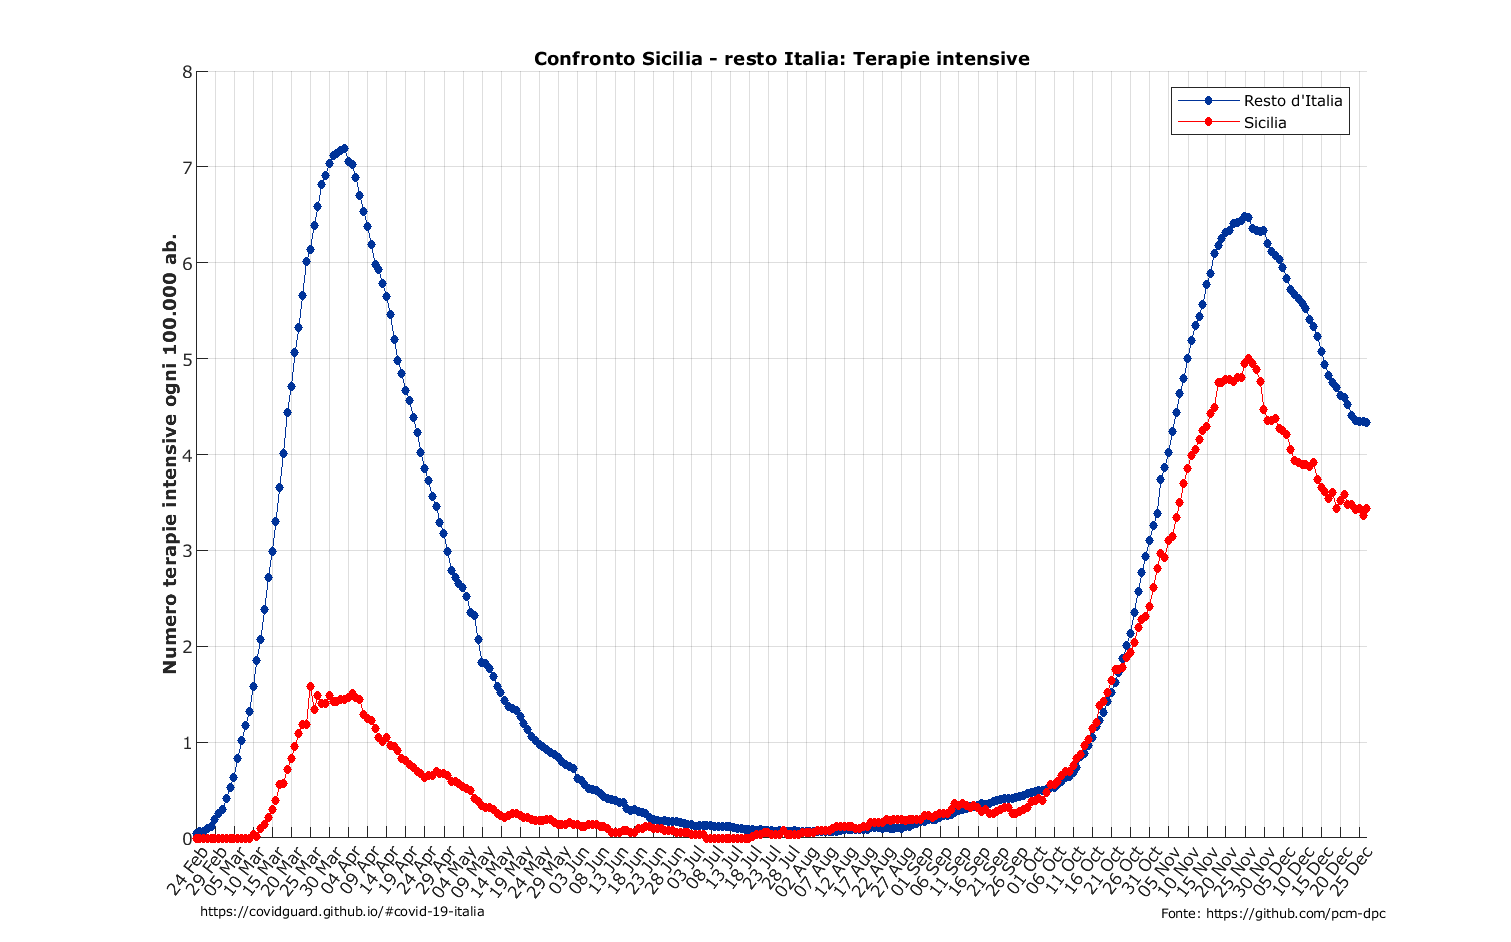 Confronto Sicilia - resto Italia: Terapie intensive
Resto d'Italia
Sicilia
Numero terapie intensive ogni 100.000 ab.
8
7
6
5
4
3
2
1
0
24 Feb
29 Feb
05 Mar
10 Mar
15 Mar
20 Mar
25 Mar
30 Mar
04 Apr
09 Apr
14 Apr
19 Apr
24 Apr
29 Apr
04 May
09 May
14 May
19 May
24 May
29 May
03 Jun
08 Jun
13 Jun
18 Jun
23 Jun
28 Jun
03 Jul
08 Jul
13 Jul
18 Jul
23 Jul
28 Jul
02 Aug
07 Aug
12 Aug
17 Aug
22 Aug
27 Aug
01 Sep
06 Sep
11 Sep
16 Sep
21 Sep
26 Sep
01 Oct
06 Oct
11 Oct
16 Oct
21 Oct
26 Oct
31 Oct
05 Nov
10 Nov
15 Nov
20 Nov
25 Nov
30 Nov
05 Dec
10 Dec
15 Dec
20 Dec
25 Dec
https://covidguard.github.io/#covid-19-italia
Fonte: https://github.com/pcm-dpc